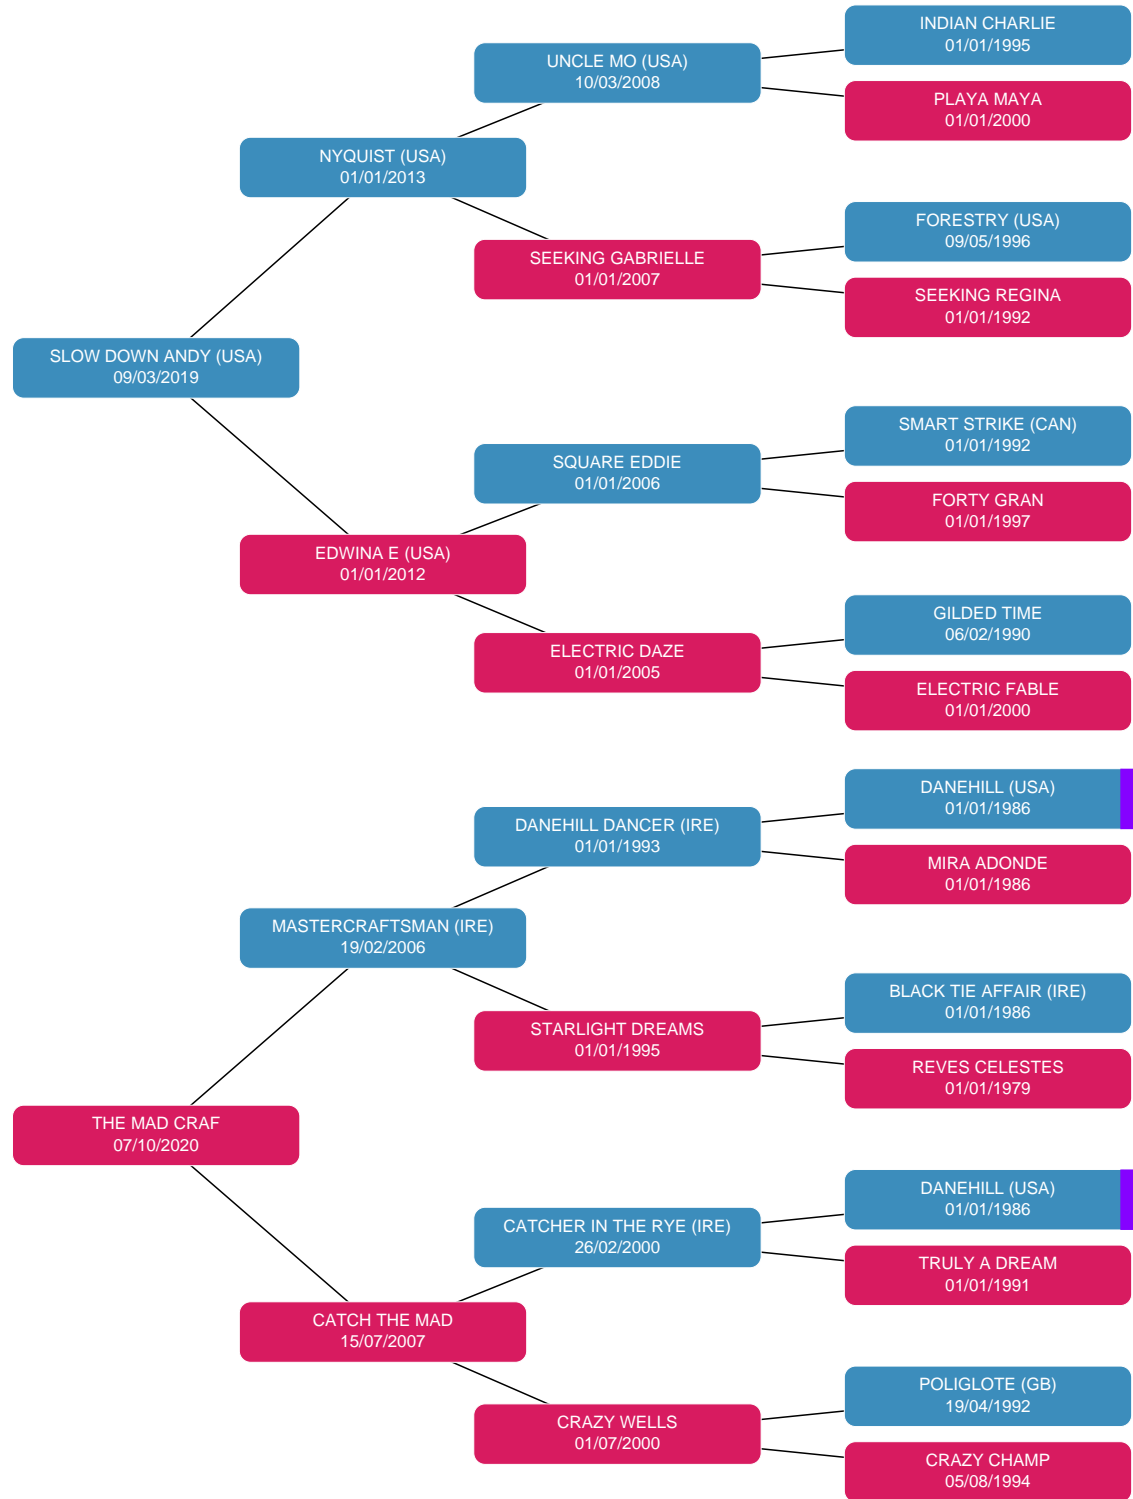 INDIAN CHARLIE
01/01/1995
UNCLE MO (USA)
10/03/2008
PLAYA MAYA
01/01/2000
NYQUIST (USA)
01/01/2013
FORESTRY (USA)
09/05/1996
SEEKING GABRIELLE
01/01/2007
SEEKING REGINA
01/01/1992
SLOW DOWN ANDY (USA)
09/03/2019
SMART STRIKE (CAN)
01/01/1992
SQUARE EDDIE
01/01/2006
FORTY GRAN
01/01/1997
EDWINA E (USA)
01/01/2012
GILDED TIME
06/02/1990
ELECTRIC DAZE
01/01/2005
ELECTRIC FABLE
01/01/2000
DANEHILL (USA)
01/01/1986
DANEHILL DANCER (IRE)
01/01/1993
MIRA ADONDE
01/01/1986
MASTERCRAFTSMAN (IRE)
19/02/2006
BLACK TIE AFFAIR (IRE)
01/01/1986
STARLIGHT DREAMS
01/01/1995
REVES CELESTES
01/01/1979
THE MAD CRAF
07/10/2020
DANEHILL (USA)
01/01/1986
CATCHER IN THE RYE (IRE)
26/02/2000
TRULY A DREAM
01/01/1991
CATCH THE MAD
15/07/2007
POLIGLOTE (GB)
19/04/1992
CRAZY WELLS
01/07/2000
CRAZY CHAMP
05/08/1994